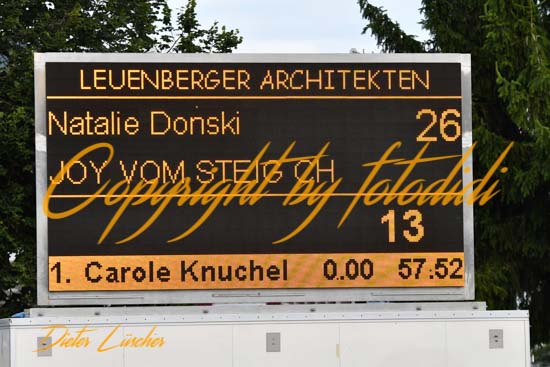 LEUENBERGER ARCHITEKTEN
Natalie Donski 26
JOY VOM STEIG CH
Copyright by fotodidi
13
1. Carole Knuchel 0.00 57.52
Dieter Lüscher